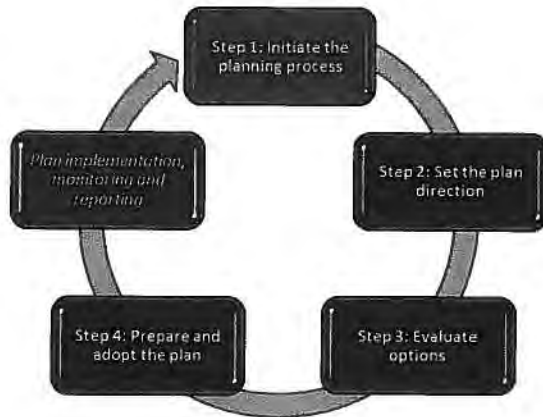 Step 1: Initiate the
planning process
Step 2: Set the plan
direction
Step 3: Evaluate
options
Step 4: Prepare and
adopt the plan
Plan implementation,
monitoring and
reporting